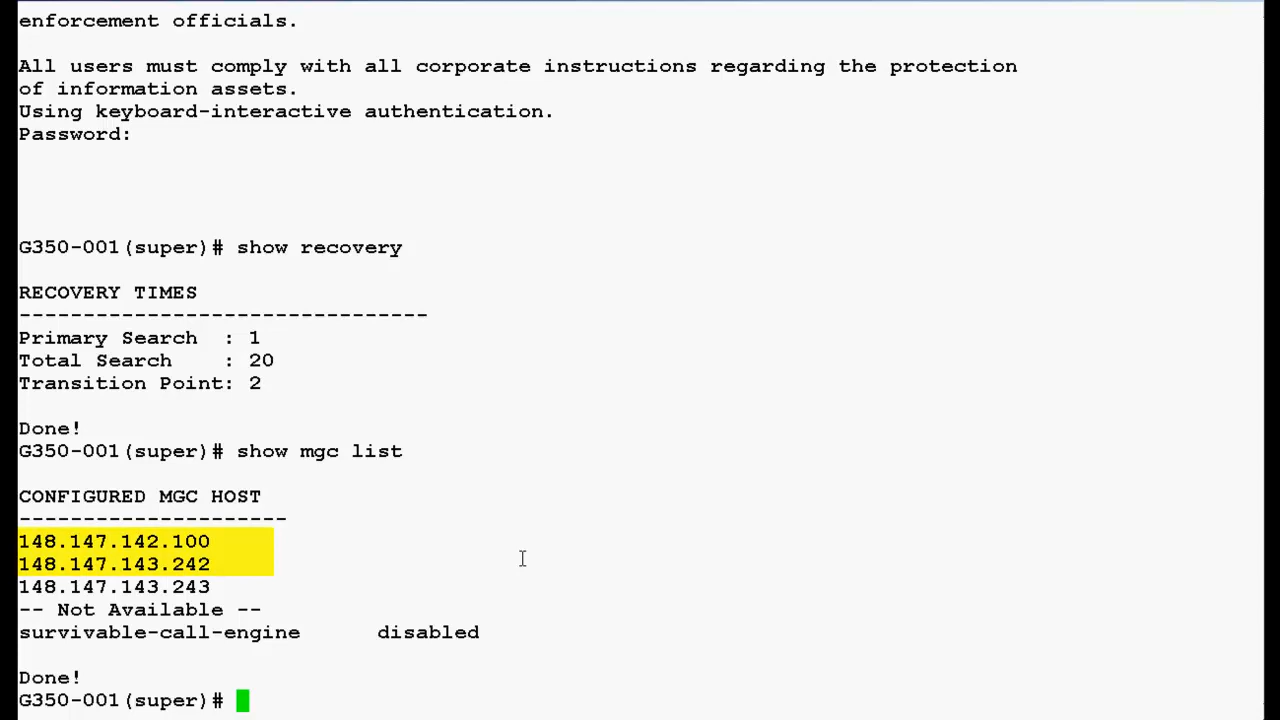 enforcement officials.
All users must comply with all corporate instructions regarding the protection
of information assets.
Using keyboard-interactive authentication.
Password:
G350-001(super)# show recovery
RECOVERY TIMES
--------------------------------
Primary Search  : 1
Total Search    : 20
Transition Point: 2
Done!
G350-001(super)# show mgc list
CONFIGURED MGC HOST
---------------------
148.147.142.100
148.147.143.242
148.147.143.243
-- Not Available --
survivable-call-engine      disabled
Done!
G350-001(super)#